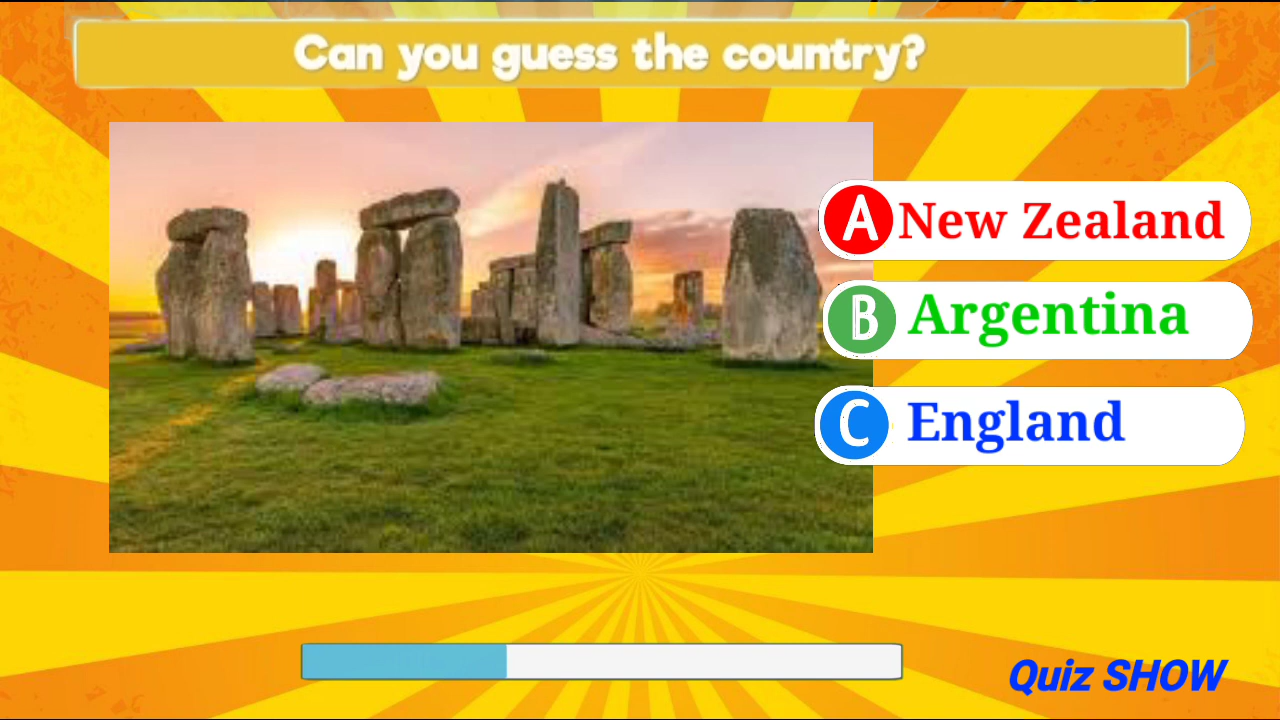 Can you guess the country?
A New Zealand
B Argentina
C England
Quiz SHOW